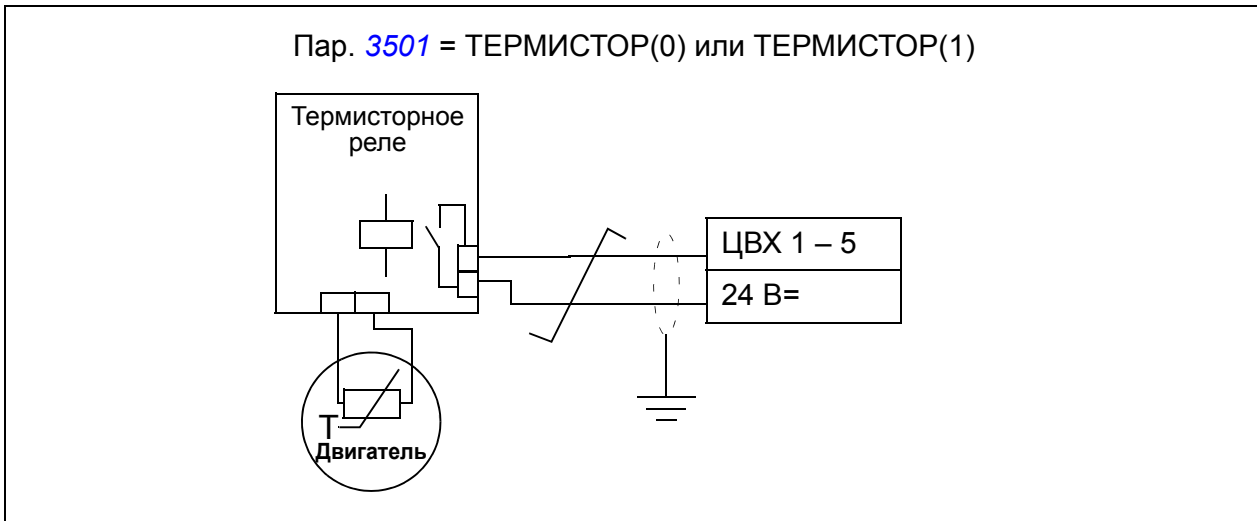 Пар. 3501 = ТЕРМИСТОР(0) или ТЕРМИСТОР(1)
Термисторное
реле
ЦВХ 1 – 5
24 В=
T
Двигатель